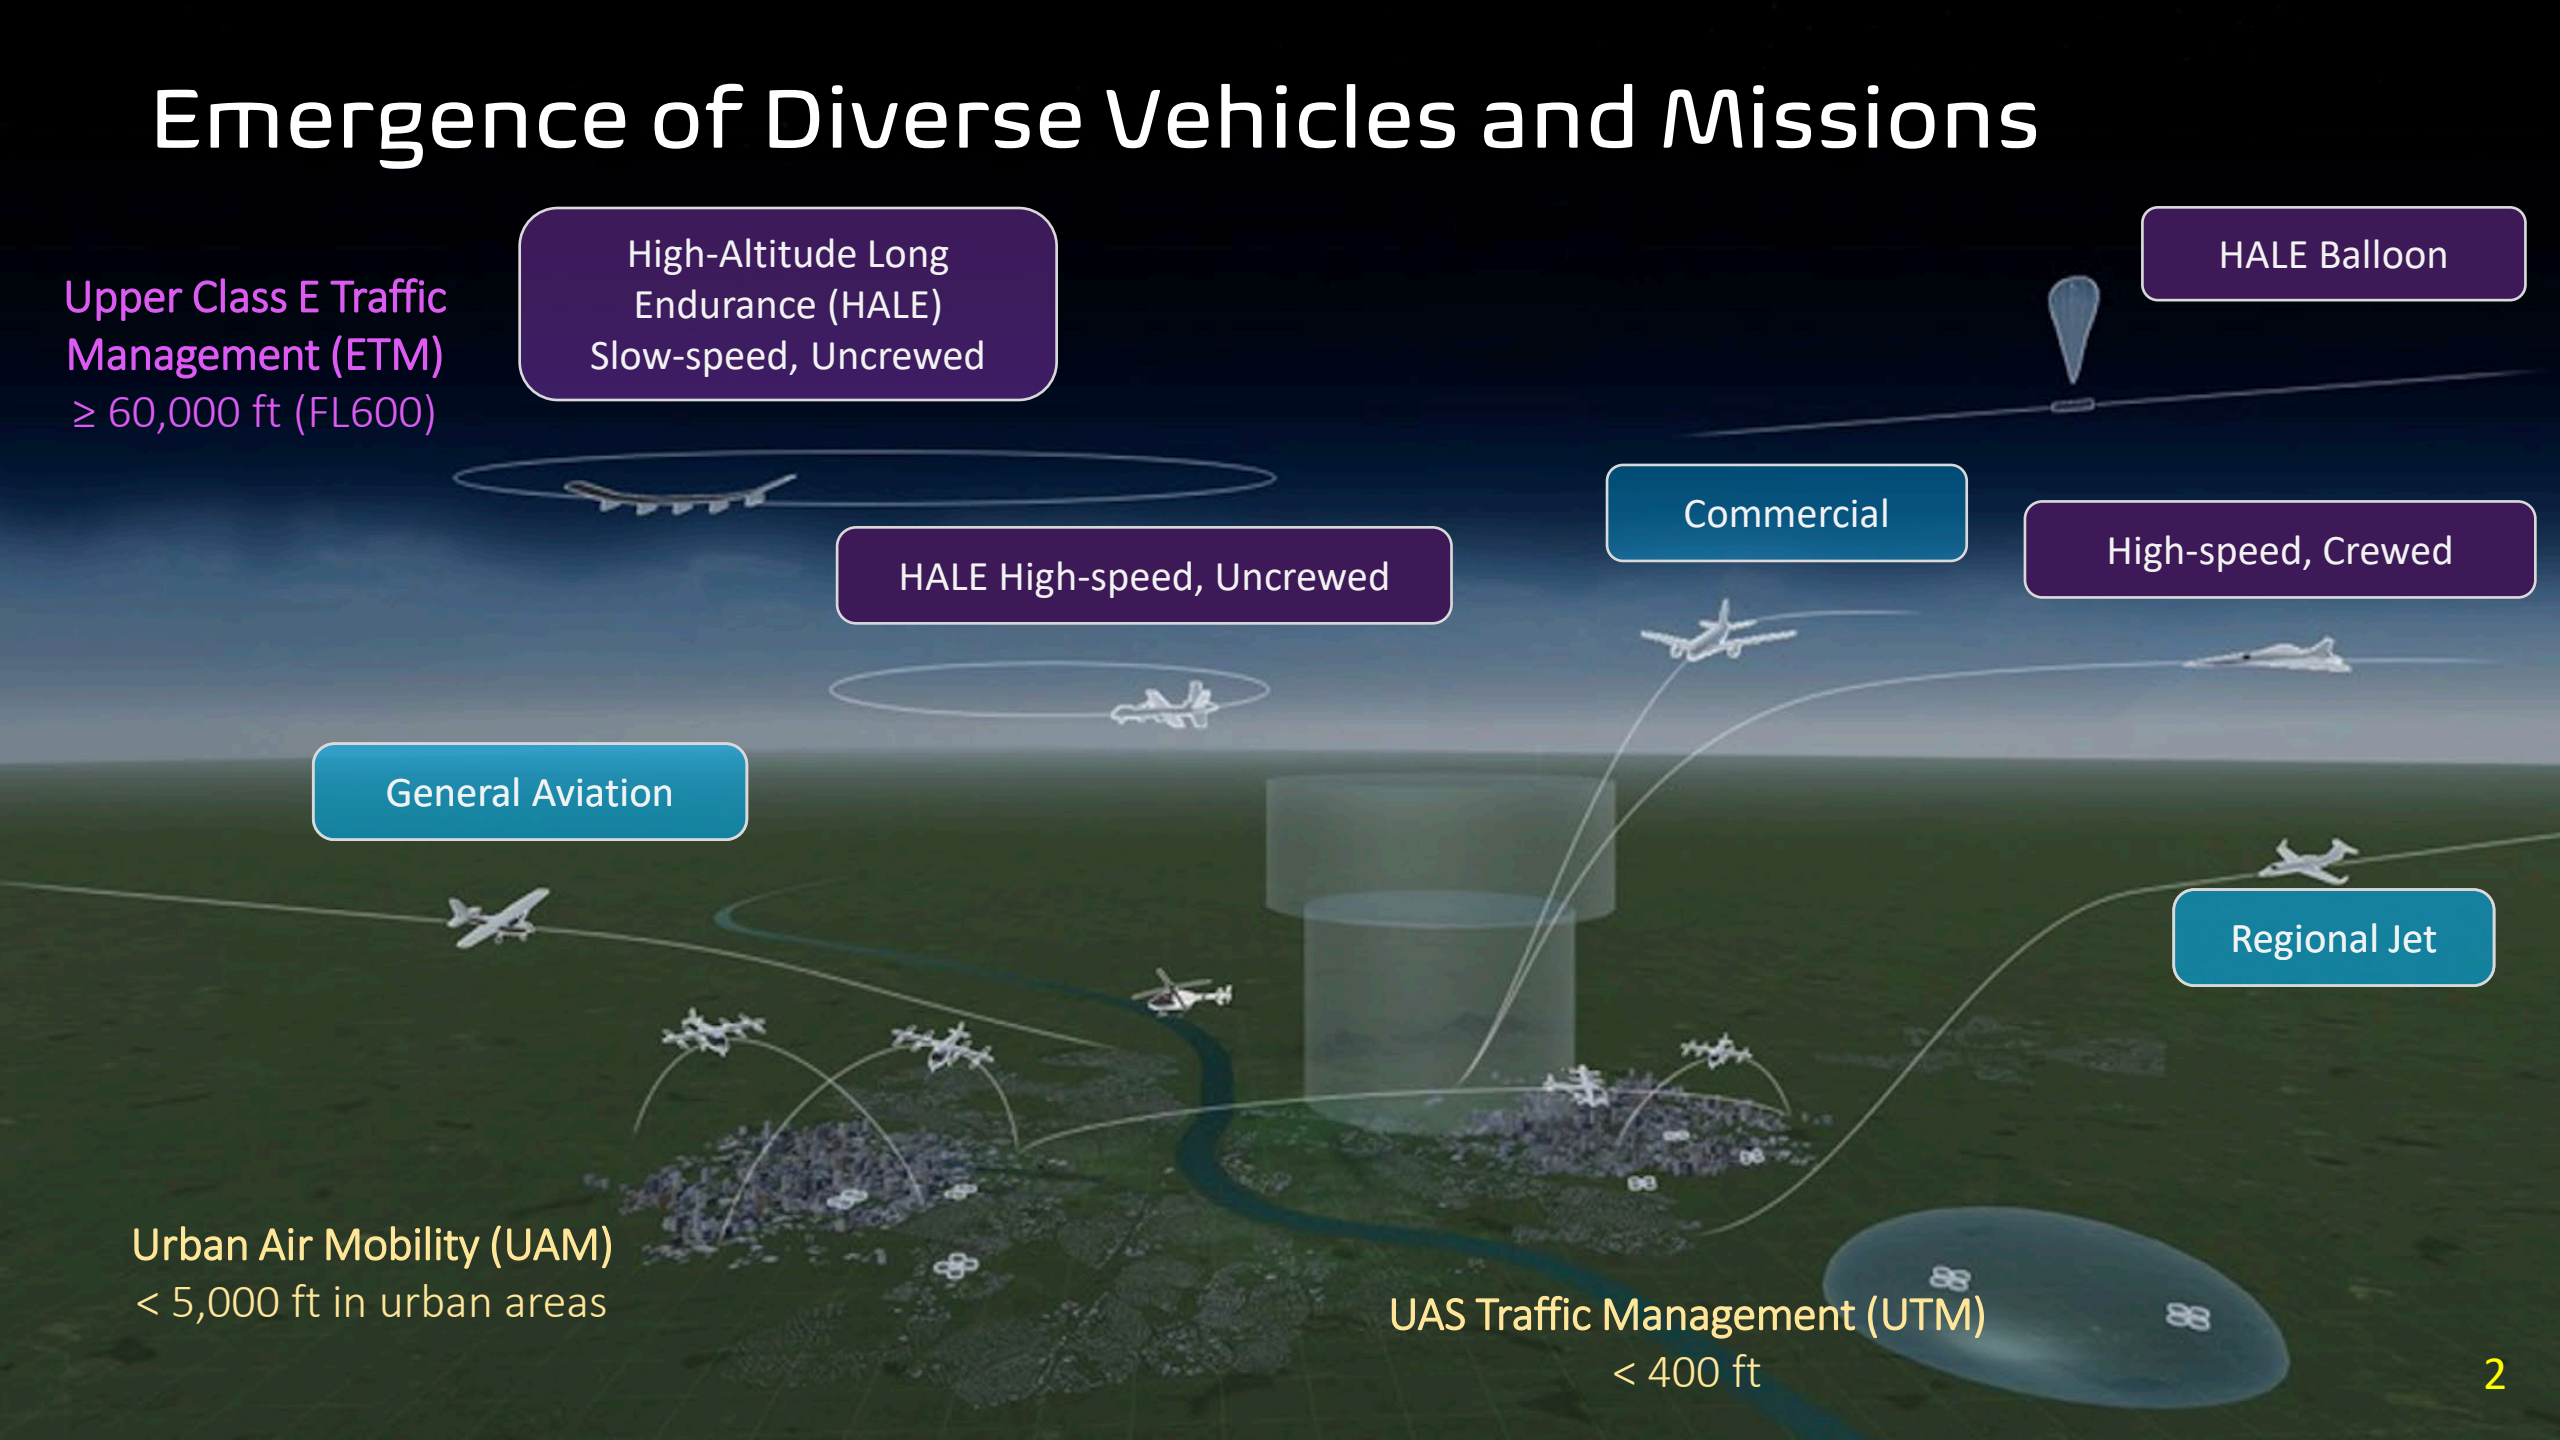 Emergence of Diverse Vehicles and Missions
Upper Class E Traffic
Management (ETM)
≥ 60,000 ft (FL600)
High-Altitude Long
Endurance (HALE)
Slow-speed, Uncrewed
HALE Balloon
Commercial
High-speed, Crewed
HALE High-speed, Uncrewed
General Aviation
Regional Jet
Urban Air Mobility (UAM)
< 5,000 ft in urban areas
UAS Traffic Management (UTM)
< 400 ft
2